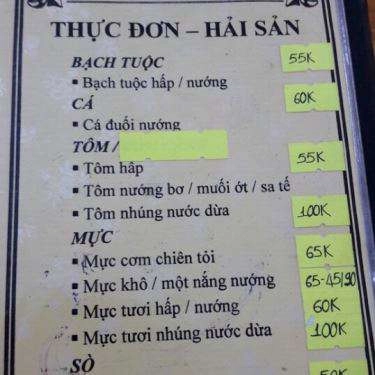 THỰC ĐƠN – HẢI SẢN
BẠCH TUỘC 55K
▪ Bạch tuộc hấp / nướng
CÁ 60K
▪ Cá đuối nướng
TÔM /
▪ Tôm hấp 55K
▪ Tôm nướng bơ / muối ớt / sa tế
▪ Tôm nhúng nước dừa 100K
MỰC
▪ Mực cơm chiên tỏi 65K
▪ Mực khô / một nắng nướng 65-45/90
▪ Mực tươi hấp / nướng 60K
▪ Mực tươi nhúng nước dừa 100K
SÒ